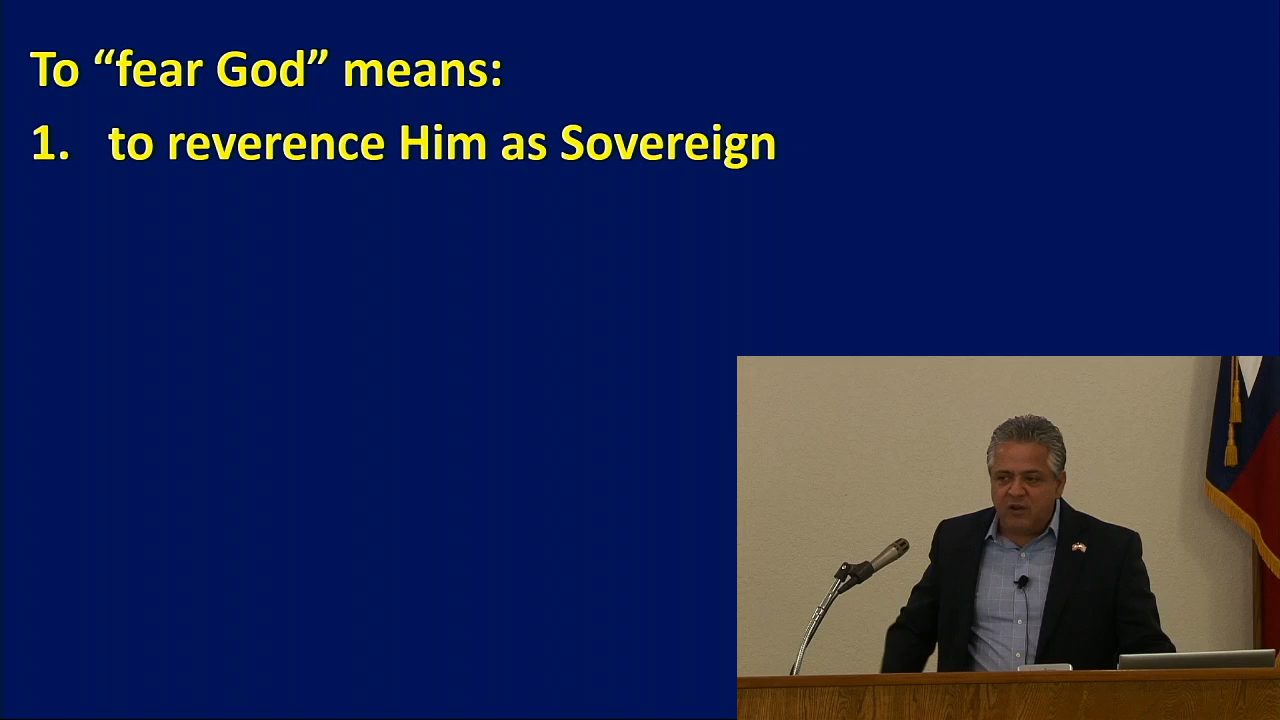 To “fear God” means:
1. to reverence Him as Sovereign